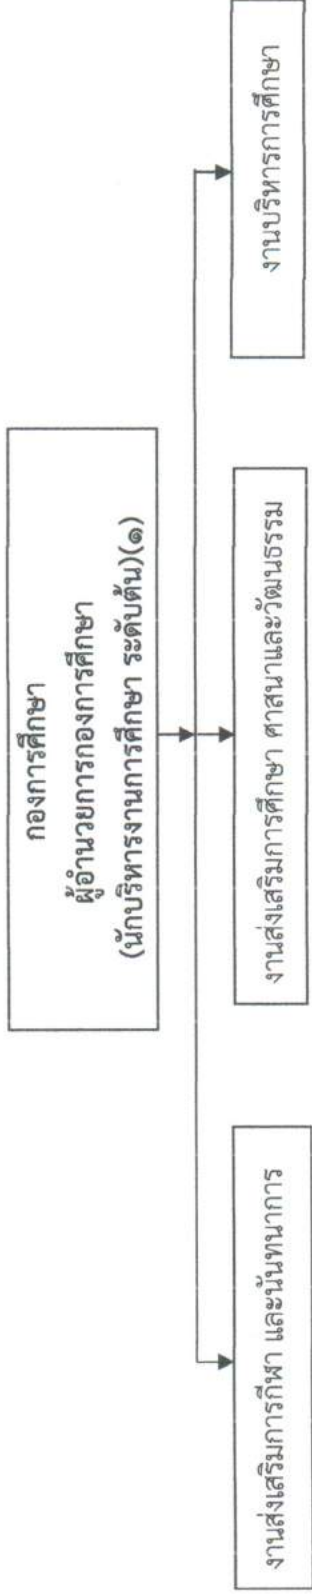 กองการศึกษา
ผู้อำนวยการกองการศึกษา
(นักบริหารงานการศึกษา ระดับต้น)(๑)
งานส่งเสริมการกีฬา และนันทนาการ
งานส่งเสริมการศึกษา ศาสนาและวัฒนธรรม
งานบริหารการศึกษา